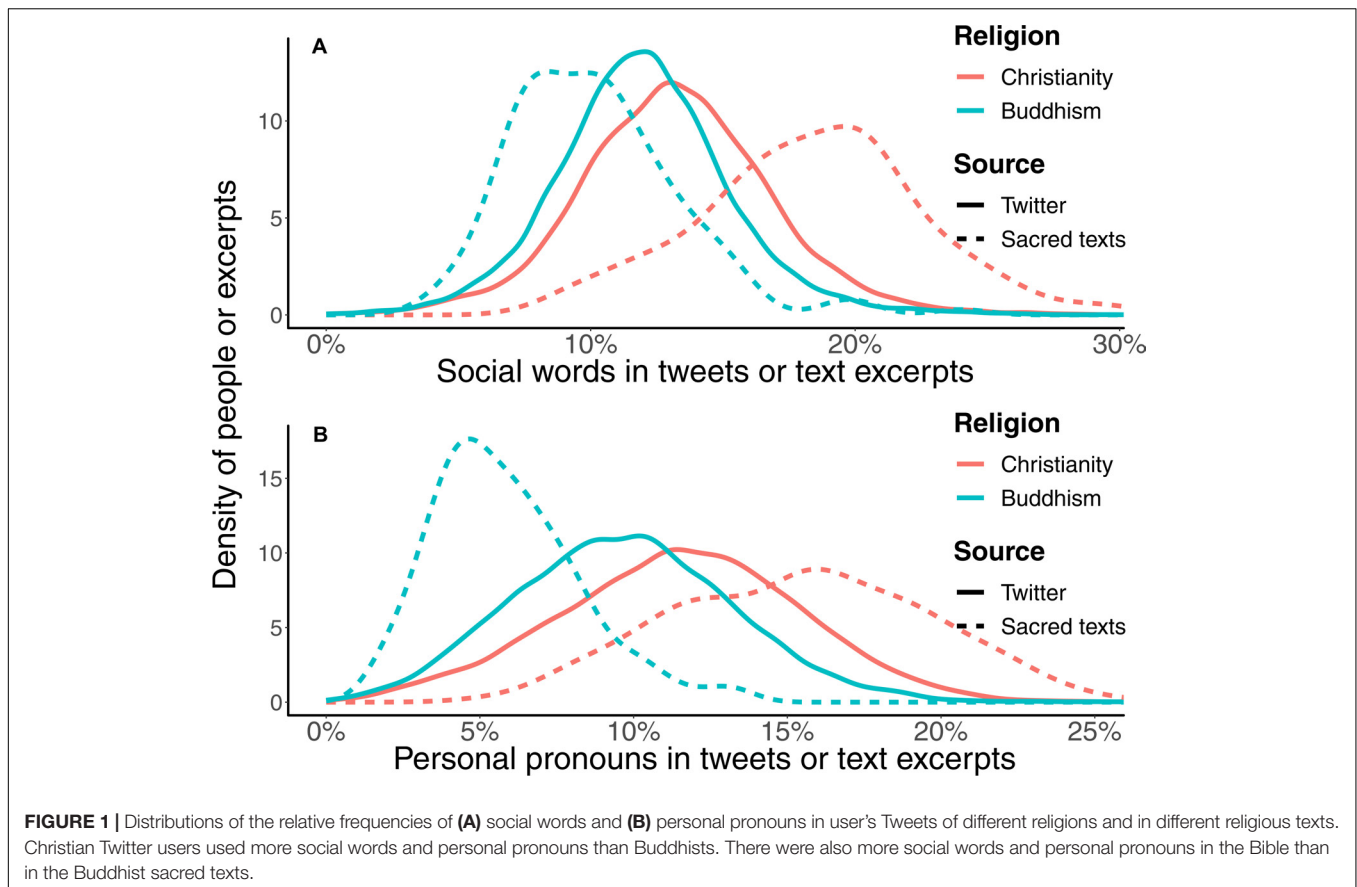 A
Religion
Christianity
Buddhism
Source
Twitter
Sacred texts
10
5
0
0%
10%
20%
30%
Social words in tweets or text excerpts
Density of people or excerpts
B
Religion
Christianity
Buddhism
Source
Twitter
Sacred texts
15
10
5
0
0%
5%
10%
15%
20%
25%
Personal pronouns in tweets or text excerpts
FIGURE 1 | Distributions of the relative frequencies of (A) social words and (B) personal pronouns in user's Tweets of different religions and in different religious texts.
Christian Twitter users used more social words and personal pronouns than Buddhists. There were also more social words and personal pronouns in the Bible than
in the Buddhist sacred texts.